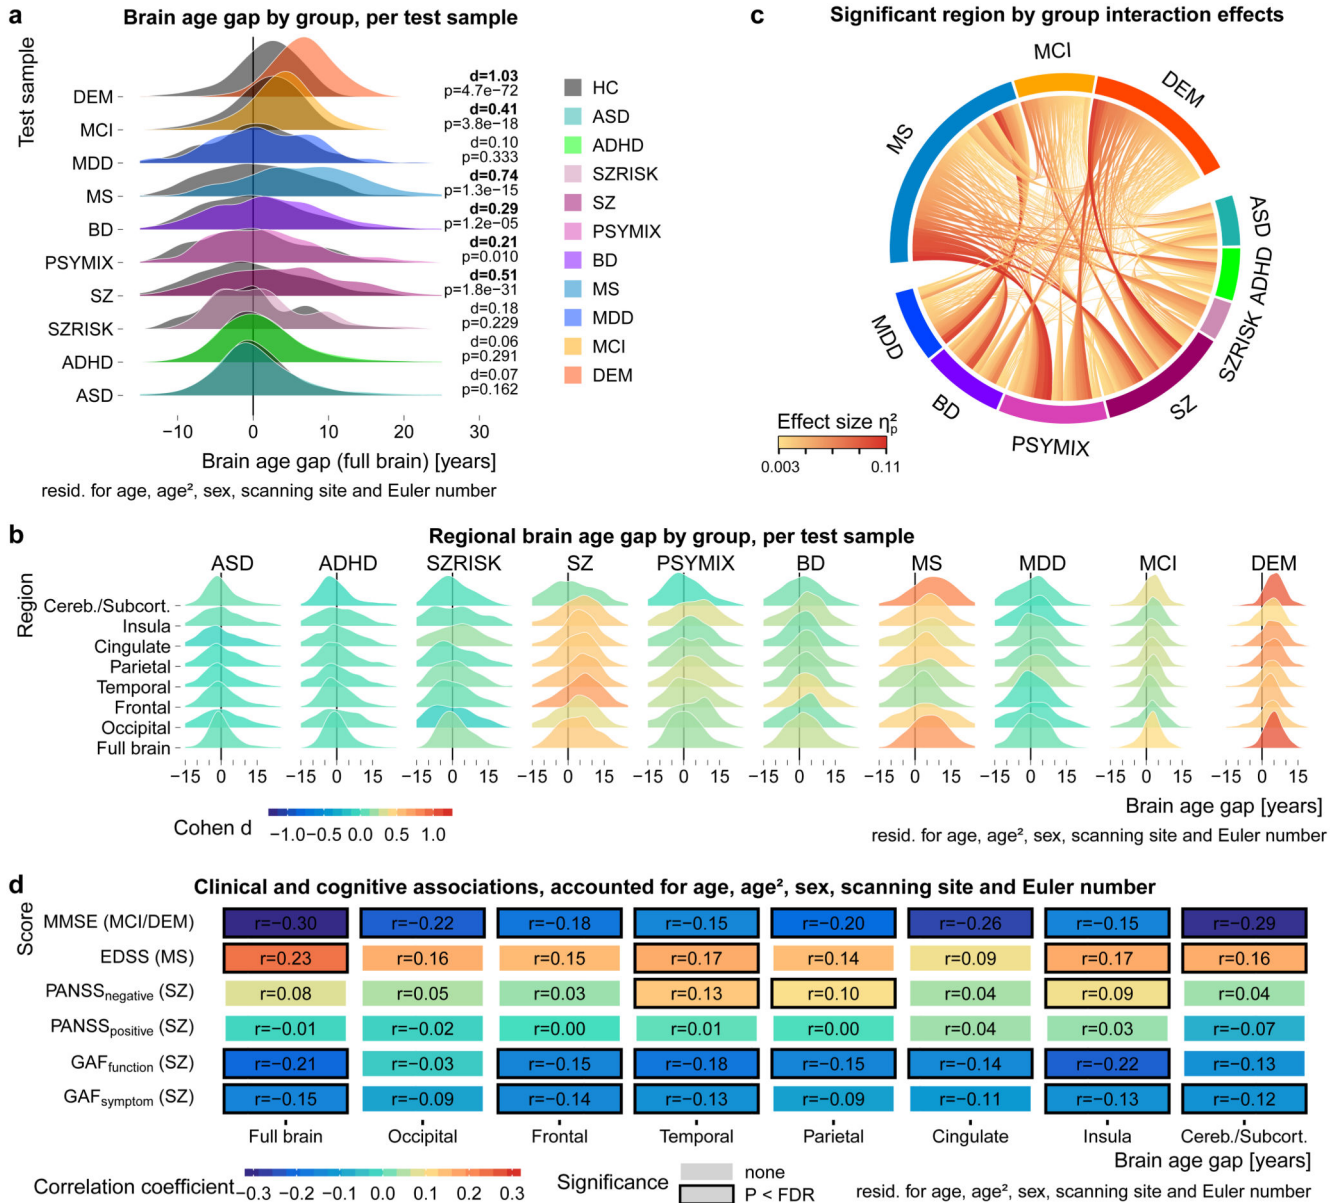 a
Brain age gap by group, per test sample
Test sample
DEM
MCI
MDD
MS
BD
PSYMIX
SZ
SZRISK
ADHD
ASD
d=1.03
p=4.7e−72
d=0.41
p=3.8e−18
d=0.10
p=0.333
d=0.74
p=1.3e−15
d=0.29
p=1.2e−05
d=0.21
p=0.010
d=0.51
p=1.8e−31
d=0.18
p=0.229
d=0.06
p=0.291
d=0.07
p=0.162
−10 0 10 20 30
Brain age gap (full brain) [years]
resid. for age, age², sex, scanning site and Euler number
HC
ASD
ADHD
SZRISK
SZ
PSYMIX
BD
MS
MDD
MCI
DEM
c
Significant region by group interaction effects
MCI
DEM
MS
ASD
ADHD
SZRISK
SZ
PSYMIX
BD
MDD
Effect size η²p
0.003 0.11
b
Regional brain age gap by group, per test sample
Region
ASD ADHD SZRISK SZ PSYMIX BD MS MDD MCI DEM
Cereb./Subcort.
Insula
Cingulate
Parietal
Temporal
Frontal
Occipital
Full brain
−15 0 15 −15 0 15 −15 0 15 −15 0 15 −15 0 15 −15 0 15 −15 0 15 −15 0 15 −15 0 15 −15 0 15
Brain age gap [years]
resid. for age, age², sex, scanning site and Euler number
Cohen d
−1.0 −0.5 0.0 0.5 1.0
d
Clinical and cognitive associations, accounted for age, age², sex, scanning site and Euler number
Score
MMSE (MCI/DEM) r=−0.30 r=−0.22 r=−0.18 r=−0.15 r=−0.20 r=−0.26 r=−0.15 r=−0.29
EDSS (MS) r=0.23 r=0.16 r=0.15 r=0.17 r=0.14 r=0.09 r=0.17 r=0.16
PANSSnegative (SZ) r=0.08 r=0.05 r=0.03 r=0.13 r=0.10 r=0.04 r=0.09 r=0.04
PANSSpositive (SZ) r=−0.01 r=−0.02 r=0.00 r=0.01 r=0.00 r=0.04 r=0.03 r=−0.07
GAFfunction (SZ) r=−0.21 r=−0.03 r=−0.15 r=−0.18 r=−0.15 r=−0.14 r=−0.22 r=−0.13
GAFsymptom (SZ) r=−0.15 r=−0.09 r=−0.14 r=−0.13 r=−0.09 r=−0.11 r=−0.13 r=−0.12
Full brain Occipital Frontal Temporal Parietal Cingulate Insula Cereb./Subcort.
Brain age gap [years]
resid. for age, age², sex, scanning site and Euler number
Correlation coefficient
−0.3 −0.2 −0.1 0.0 0.1 0.2 0.3
Significance
none
P < FDR